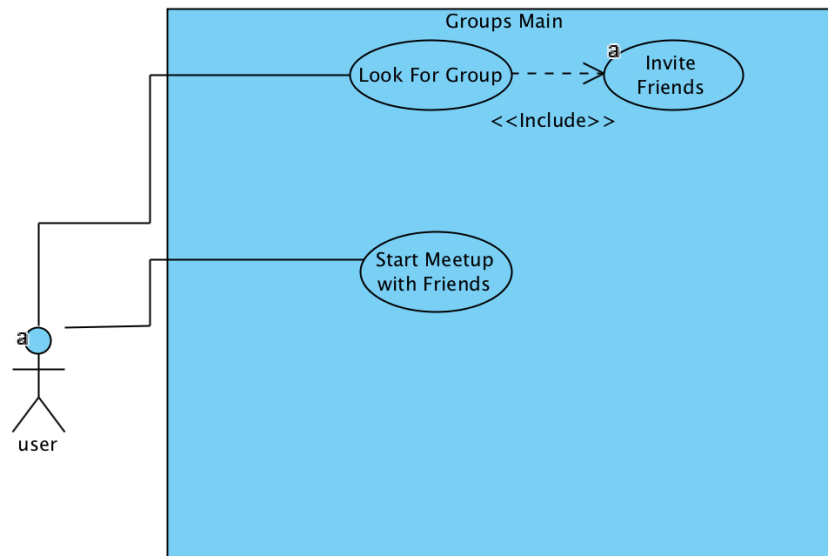 Groups Main
a
Look For Group
Invite
Friends
<<Include>>
Start Meetup
with Friends
a
user